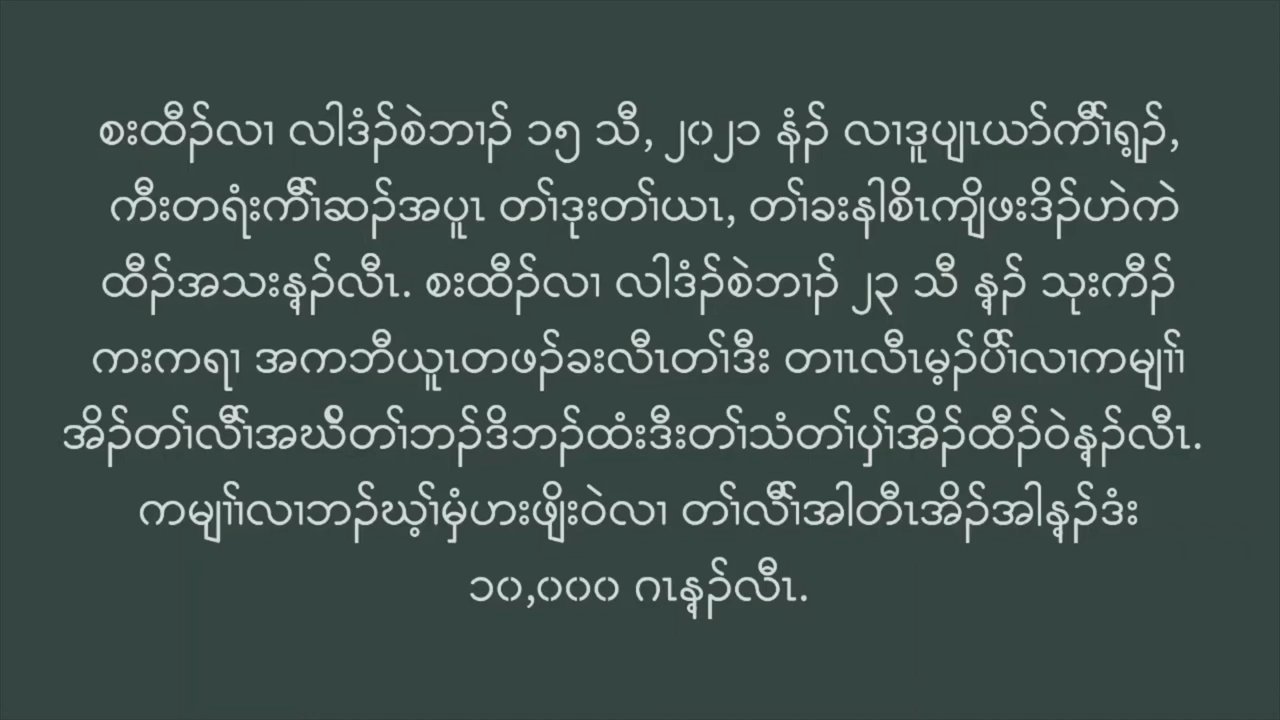 စးထီၣ်လၢ လါဒံၣ်စဲဘၢၣ် ၁၅ သီ, ၂၀၂၁ နံၣ် လၢဒူပျၤယာ်ကီၢ်ရ့ၣ်,
ကီးတရံးကီၢ်ဆၣ်အပူၤ တၢ်ဒုးတၢ်ယၤ, တၢ်ခးနါစိၤကျိဖးဒိၣ်ဟဲကဲ
ထီၣ်အသးန့ၣ်လီၤ. စးထီၣ်လၢ လါဒံၣ်စဲဘၢၣ် ၂၃ သီ န့ၣ် သုးကီၣ်
ကးကရၢ အကဘီယူၤတဖၣ်ခးလီၤတၢ်ဒီး တၢၤလီၤမ့ၣ်ပိၢ်လၢကမျၢၢ်
အိၣ်တၢ်လီၢ်အဃိတၢ်ဘၣ်ဒိဘၣ်ထံးဒီးတၢ်သံတၢ်ပှၢ်အိၣ်ထီၣ်ဝဲန့ၣ်လီၤ.
ကမျၢၢ်လၢဘၣ်ဃ့ၢ်မှံဟးဖျိးဝဲလၢ တၢ်လီၢ်အါတီၤအိၣ်အါန့ၣ်ဒံး
၁၀,၀၀၀ ဂၤန့ၣ်လီၤ.